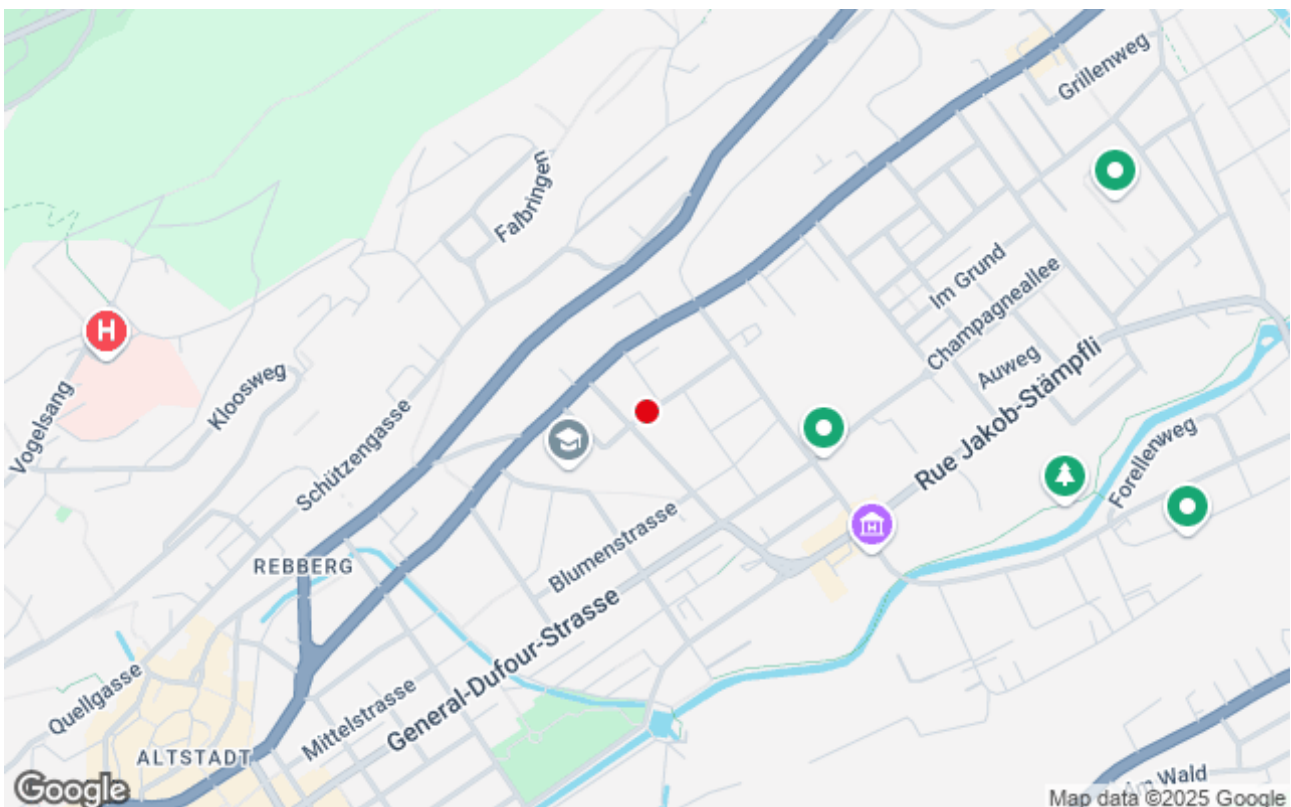 Grillenweg
Falbringen
Im Grund
Champagneallee
H
Auweg
Kloosweg
Vogelsang
Rue Jakob-Stämpfli
Schützengasse
Forellenweg
H
REBBERG
Blumenstrasse
General-Dufour-Strasse
Quellgasse
Mittelstrasse
ALTSTADT
Am Wald
Google
Map data ©2025 Google